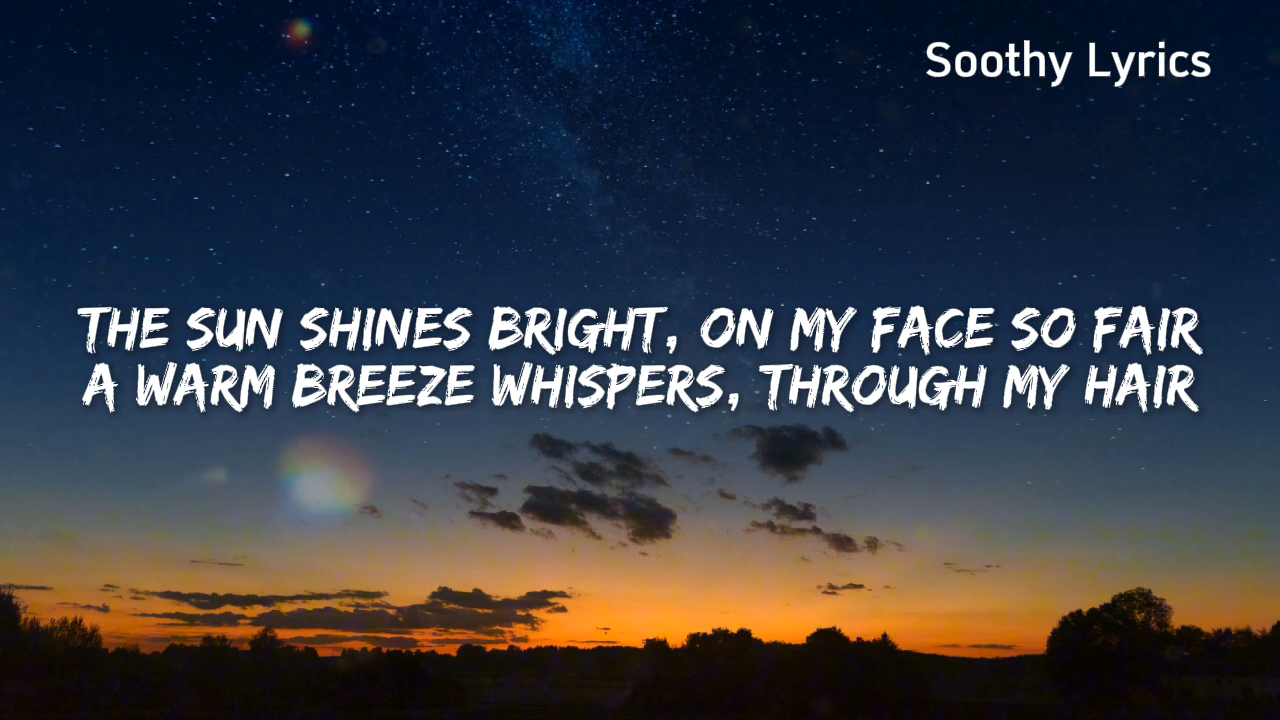 Soothy Lyrics
THE SUN SHINES BRIGHT, ON MY FACE SO FAIR
A WARM BREEZE WHISPERS, THROUGH MY HAIR